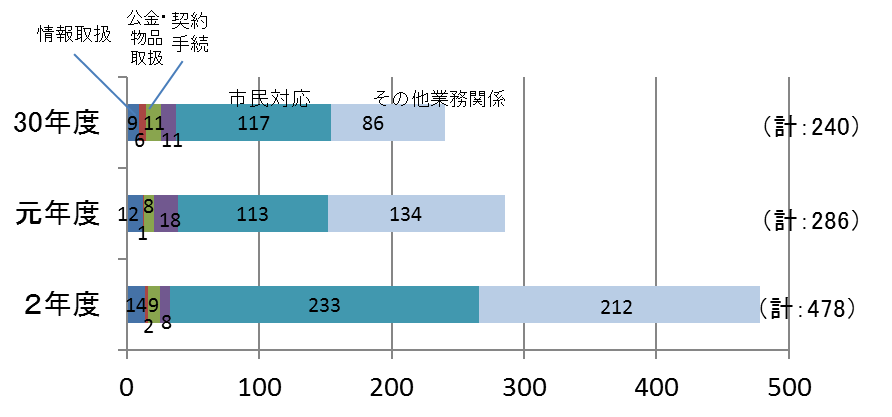 情報取扱
公金・
物品
取扱
契約
手続
市民対応
その他業務関係
30年度
9
6
11
11
117
86
（計：240）
元年度
12
1
8
18
113
134
（計：286）
２年度
14
2
9
8
233
212
（計：478）
0
100
200
300
400
500